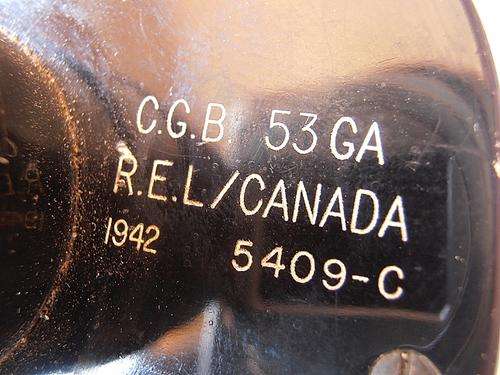 C.G.B 53 GA
R.E.L/CANADA
1942 5409-C